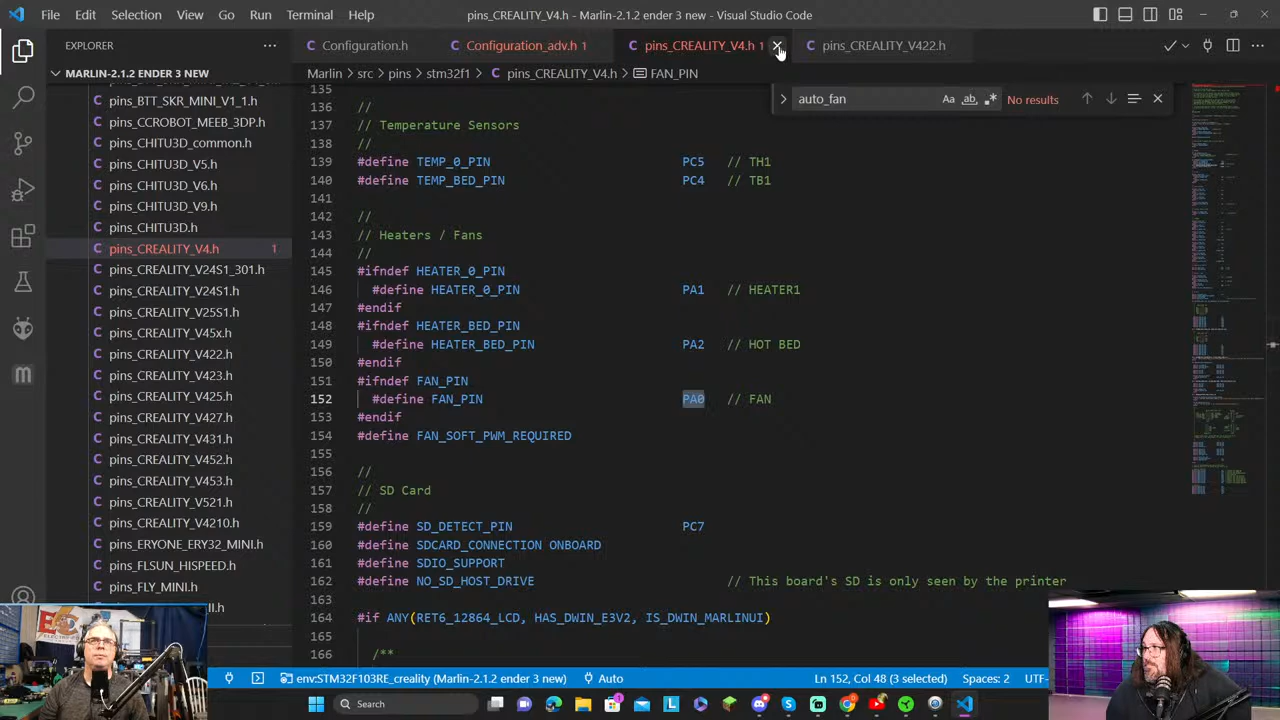 File Edit Selection View Go Run Terminal Help
pins_CREALITY_V4.h - Marlin-2.1.2 ender 3 new - Visual Studio Code
EXPLORER
Configuration.h
Configuration_adv.h 1
pins_CREALITY_V4.h 1
pins_CREALITY_V422.h
MARLIN-2.1.2 ENDER 3 NEW
Marlin > src > pins > stm32f1 > pins_CREALITY_V4.h > FAN_PIN
auto_fan
No results
pins_BTT_SKR_MINI_V1_1.h
pins_CCROBOT_MEEB_3DP.h
pins_CHITU3D_common.h
pins_CHITU3D_V5.h
pins_CHITU3D_V6.h
pins_CHITU3D_V9.h
pins_CHITU3D.h
pins_CREALITY_V4.h 1
pins_CREALITY_V24S1_301.h
pins_CREALITY_V24S1.h
pins_CREALITY_V25S1.h
pins_CREALITY_V45x.h
pins_CREALITY_V422.h
pins_CREALITY_V423.h
pins_CREALITY_V425.h
pins_CREALITY_V427.h
pins_CREALITY_V431.h
pins_CREALITY_V452.h
pins_CREALITY_V453.h
pins_CREALITY_V521.h
pins_CREALITY_V4210.h
pins_ERYONE_ERY32_MINI.h
pins_FLSUN_HISPEED.h
pins_FLY_MINI.h
135
136 //
137 // Temperature Sensors
138 //
139 #define TEMP_0_PIN PC5 // TH1
140 #define TEMP_BED_PIN PC4 // TB1
141
142 //
143 // Heaters / Fans
144 //
145 #ifndef HEATER_0_PIN
146 #define HEATER_0_PIN PA1 // HEATER1
147 #endif
148 #ifndef HEATER_BED_PIN
149 #define HEATER_BED_PIN PA2 // HOT BED
150 #endif
151 #ifndef FAN_PIN
152 #define FAN_PIN PA0 // FAN
153 #endif
154 #define FAN_SOFT_PWM_REQUIRED
155
156 //
157 // SD Card
158 //
159 #define SD_DETECT_PIN PC7
160 #define SDCARD_CONNECTION ONBOARD
161 #define SDIO_SUPPORT
162 #define NO_SD_HOST_DRIVE // This board's SD is only seen by the printer
163
164 #if ANY(RET6_12864_LCD, HAS_DWIN_E3V2, IS_DWIN_MARLINUI)
165
166 **
env:STM32F103RE_creality (Marlin-2.1.2 ender 3 new)
Auto
Ln 152, Col 48 (3 selected)
Spaces: 2
UTF-
Search